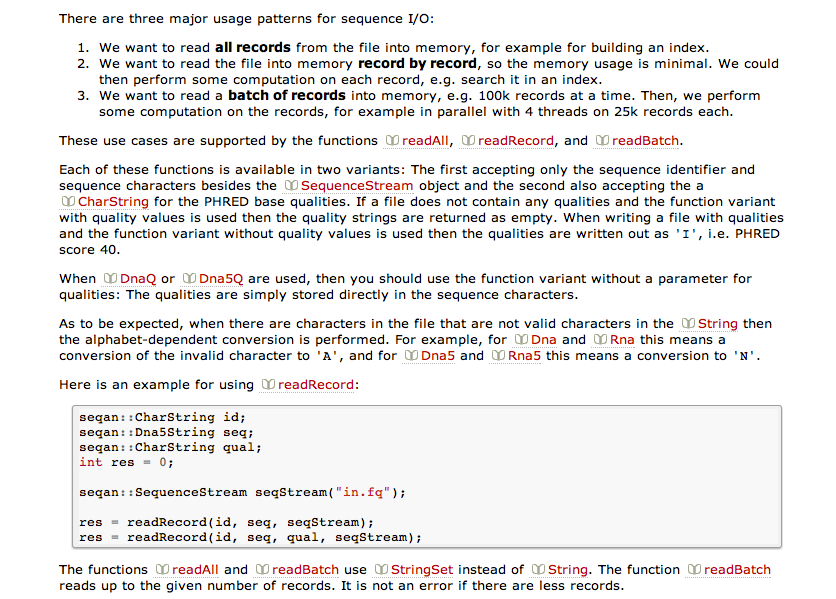 There are three major usage patterns for sequence I/O:
1. We want to read all records from the file into memory, for example for building an index.
2. We want to read the file into memory record by record, so the memory usage is minimal. We could
then perform some computation on each record, e.g. search it in an index.
3. We want to read a batch of records into memory, e.g. 100k records at a time. Then, we perform
some computation on the records, for example in parallel with 4 threads on 25k records each.
These use cases are supported by the functions readAll, readRecord, and readBatch.
Each of these functions is available in two variants: The first accepting only the sequence identifier and
sequence characters besides the SequenceStream object and the second also accepting the a
CharString for the PHRED base qualities. If a file does not contain any qualities and the function variant
with quality values is used then the quality strings are returned as empty. When writing a file with qualities
and the function variant without quality values is used then the qualities are written out as 'I', i.e. PHRED
score 40.
When DnaQ or Dna5Q are used, then you should use the function variant without a parameter for
qualities: The qualities are simply stored directly in the sequence characters.
As to be expected, when there are characters in the file that are not valid characters in the String then
the alphabet-dependent conversion is performed. For example, for Dna and Rna this means a
conversion of the invalid character to 'A', and for Dna5 and Rna5 this means a conversion to 'N'.
Here is an example for using readRecord:
seqan::CharString id;
seqan::Dna5String seq;
seqan::CharString qual;
int res = 0;
seqan::SequenceStream seqStream("in.fq");
res = readRecord(id, seq, seqStream);
res = readRecord(id, seq, qual, seqStream);
The functions readAll and readBatch use StringSet instead of String. The function readBatch
reads up to the given number of records. It is not an error if there are less records.